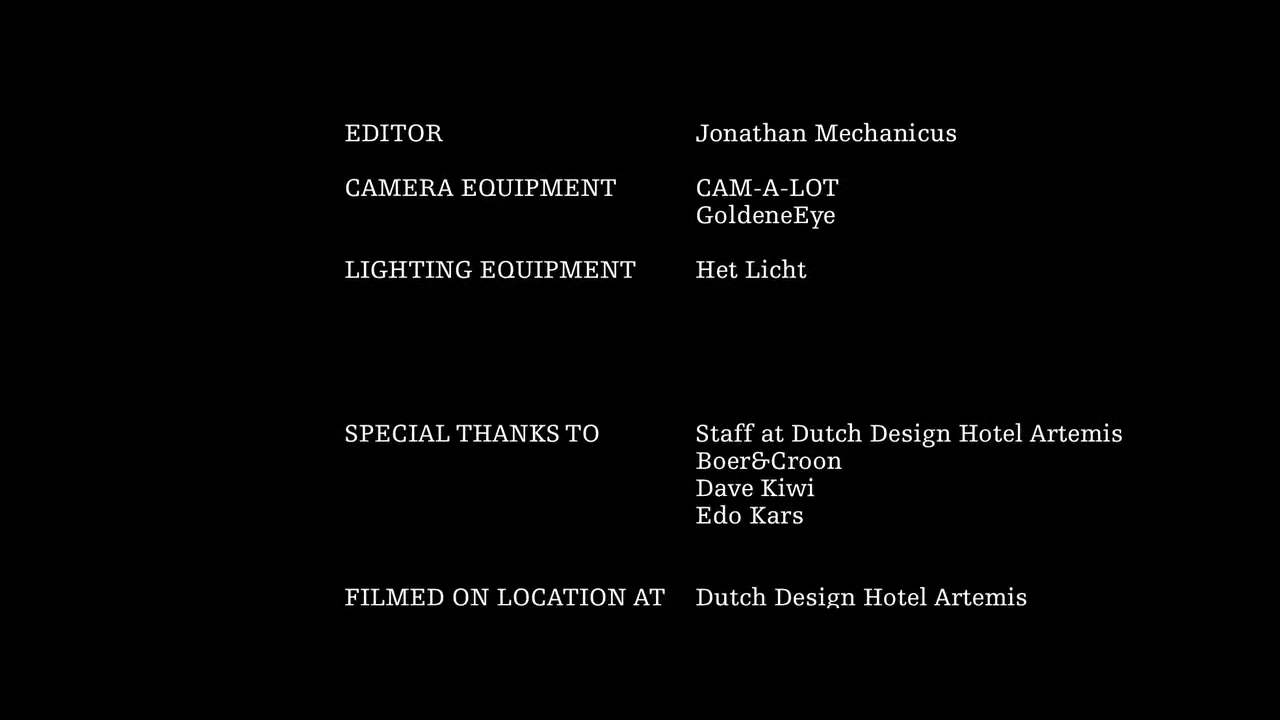 EDITOR Jonathan Mechanicus
CAMERA EQUIPMENT CAM-A-LOT
GoldeneEye
LIGHTING EQUIPMENT Het Licht
SPECIAL THANKS TO Staff at Dutch Design Hotel Artemis
Boer&Croon
Dave Kiwi
Edo Kars
FILMED ON LOCATION AT Dutch Design Hotel Artemis